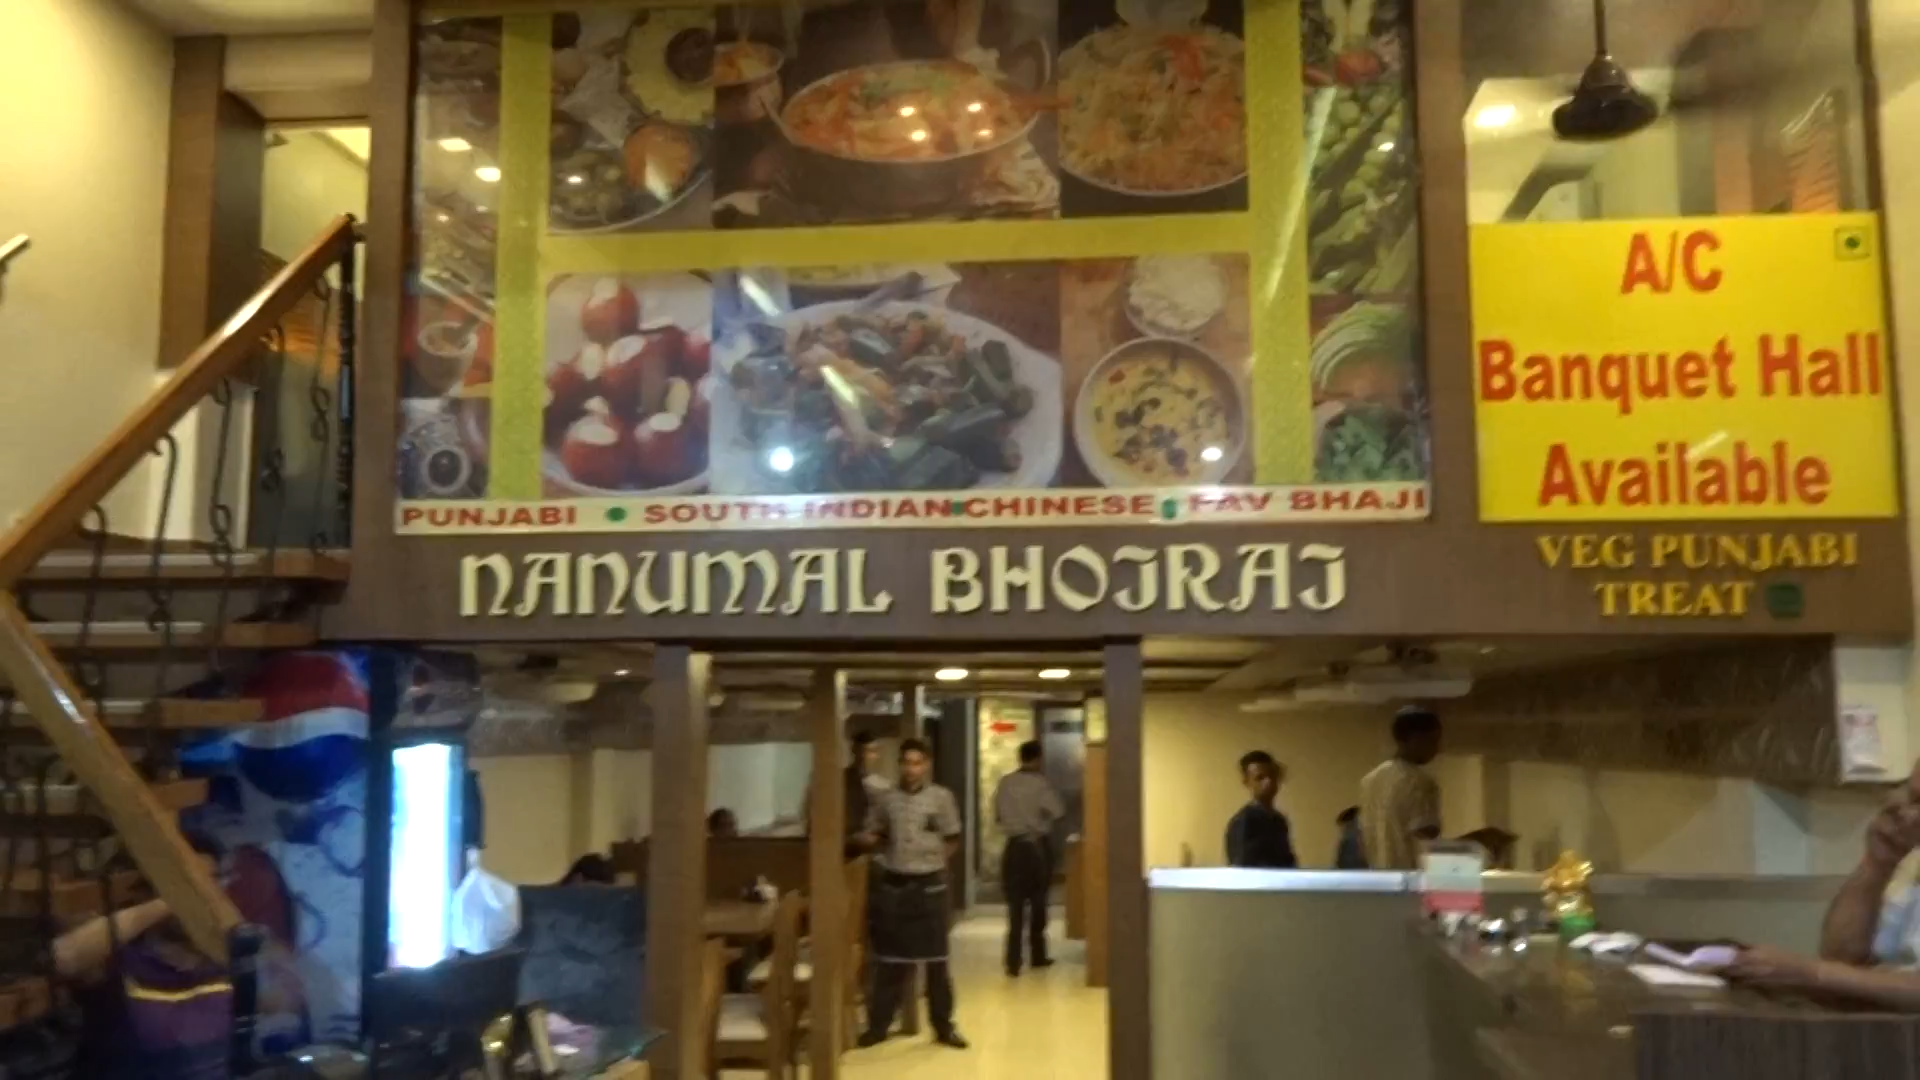 A/C
Banquet Hall
Available
PUNJABI • SOUTH INDIAN CHINESE PAV BHAJI
NANUMAL BHOJRAJ
VEG PUNJABI
TREAT